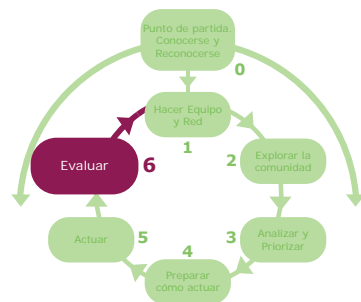 Punto de partida.
Conocerse y
Reconocerse
0
Hacer Equipo
y Red
1
2
Explorar la
comunidad
3
Analizar y
Priorizar
4
Preparar
cómo actuar
5
Actuar
6
Evaluar